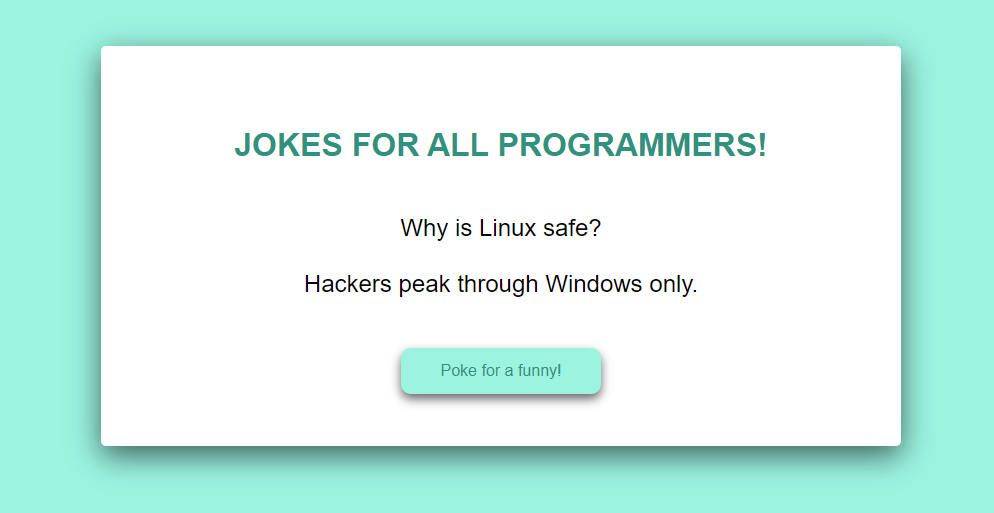 JOKES FOR ALL PROGRAMMERS!
Why is Linux safe?
Hackers peak through Windows only.
Poke for a funny!